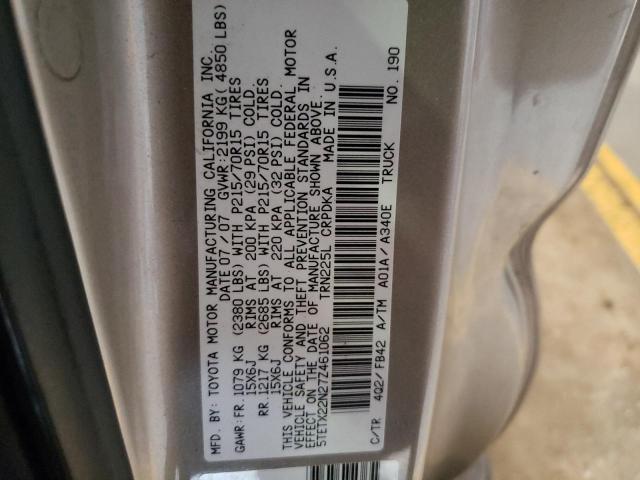 MFD. BY: TOYOTA MOTOR MANUFACTURING CALIFORNIA INC.
DATE 07 / 07 GVWR: 2199 KG( 4850 LBS)
GAWR: FR. 1079 KG (2380 LBS) WITH P215/70R15 TIRES
15X6J RIMS AT 200 KPA (29 PSI) COLD.
RR. 1217 KG (2685 LBS) WITH P215/70R15 TIRES
15X6J RIMS AT 220 KPA (32 PSI) COLD.
THIS VEHICLE CONFORMS TO ALL APPLICABLE FEDERAL MOTOR
VEHICLE SAFETY AND THEFT PREVENTION STANDARDS IN
EFFECT ON THE DATE OF MANUFACTURE SHOWN ABOVE.
5TETX22N27Z461062 TRN225L CRPDKA MADE IN U.S.A.
C/TR 4Q2/ FB42 A/TM A01A/ A340E TRUCK
NO. 190